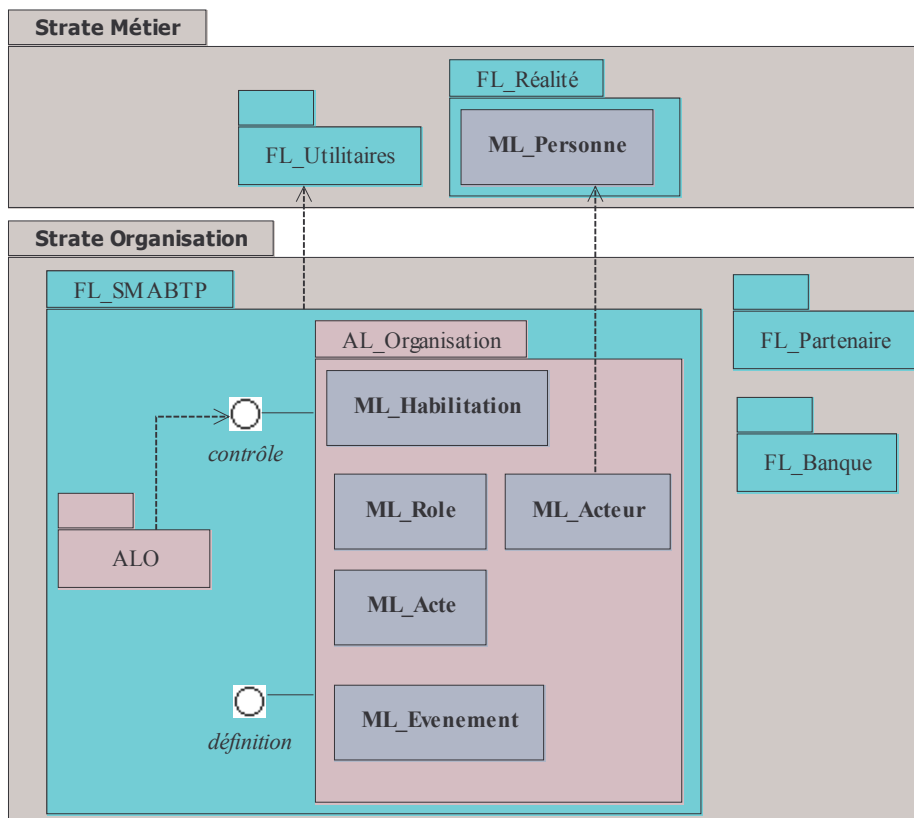 Strate Métier
FL_Réalité
ML_Personne
FL_Utilitaires
Strate Organisation
FL_SMABTP
AL_Organisation
FL_Partenaire
ML_Habilitation
contrôle
FL_Banque
ML_Role
ML_Acteur
ALO
ML_Acte
ML_Evenement
définition